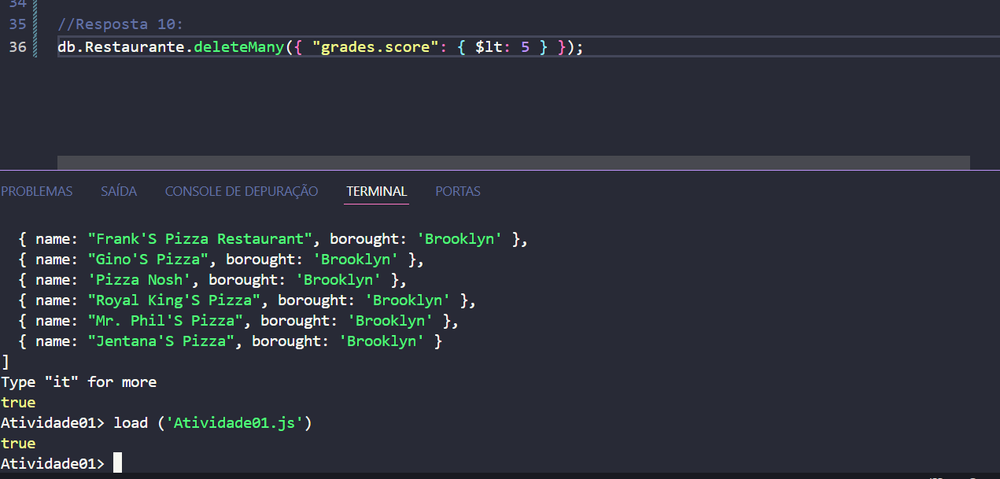 34
35 //Resposta 10:
36 db.Restaurante.deleteMany({ "grades.score": { $lt: 5 } });
PROBLEMAS SAÍDA CONSOLE DE DEPURAÇÃO TERMINAL PORTAS
{ name: "Frank'S Pizza Restaurant", borought: 'Brooklyn' },
{ name: "Gino'S Pizza", borought: 'Brooklyn' },
{ name: 'Pizza Nosh', borought: 'Brooklyn' },
{ name: "Royal King'S Pizza", borought: 'Brooklyn' },
{ name: "Mr. Phil'S Pizza", borought: 'Brooklyn' },
{ name: "Jentana'S Pizza", borought: 'Brooklyn' }
]
Type "it" for more
true
Atividade01> load ('Atividade01.js')
true
Atividade01>